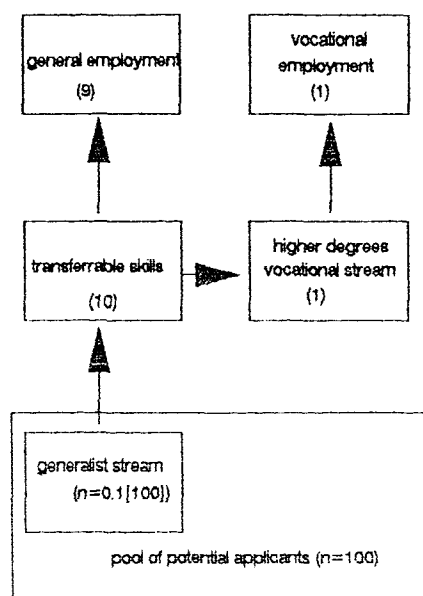 general employment
(9)
vocational
employment
(1)
transferrable skills
(10)
higher degrees
vocational stream
(1)
generalist stream
(n=0.1[100])
pool of potential applicants (n=100)